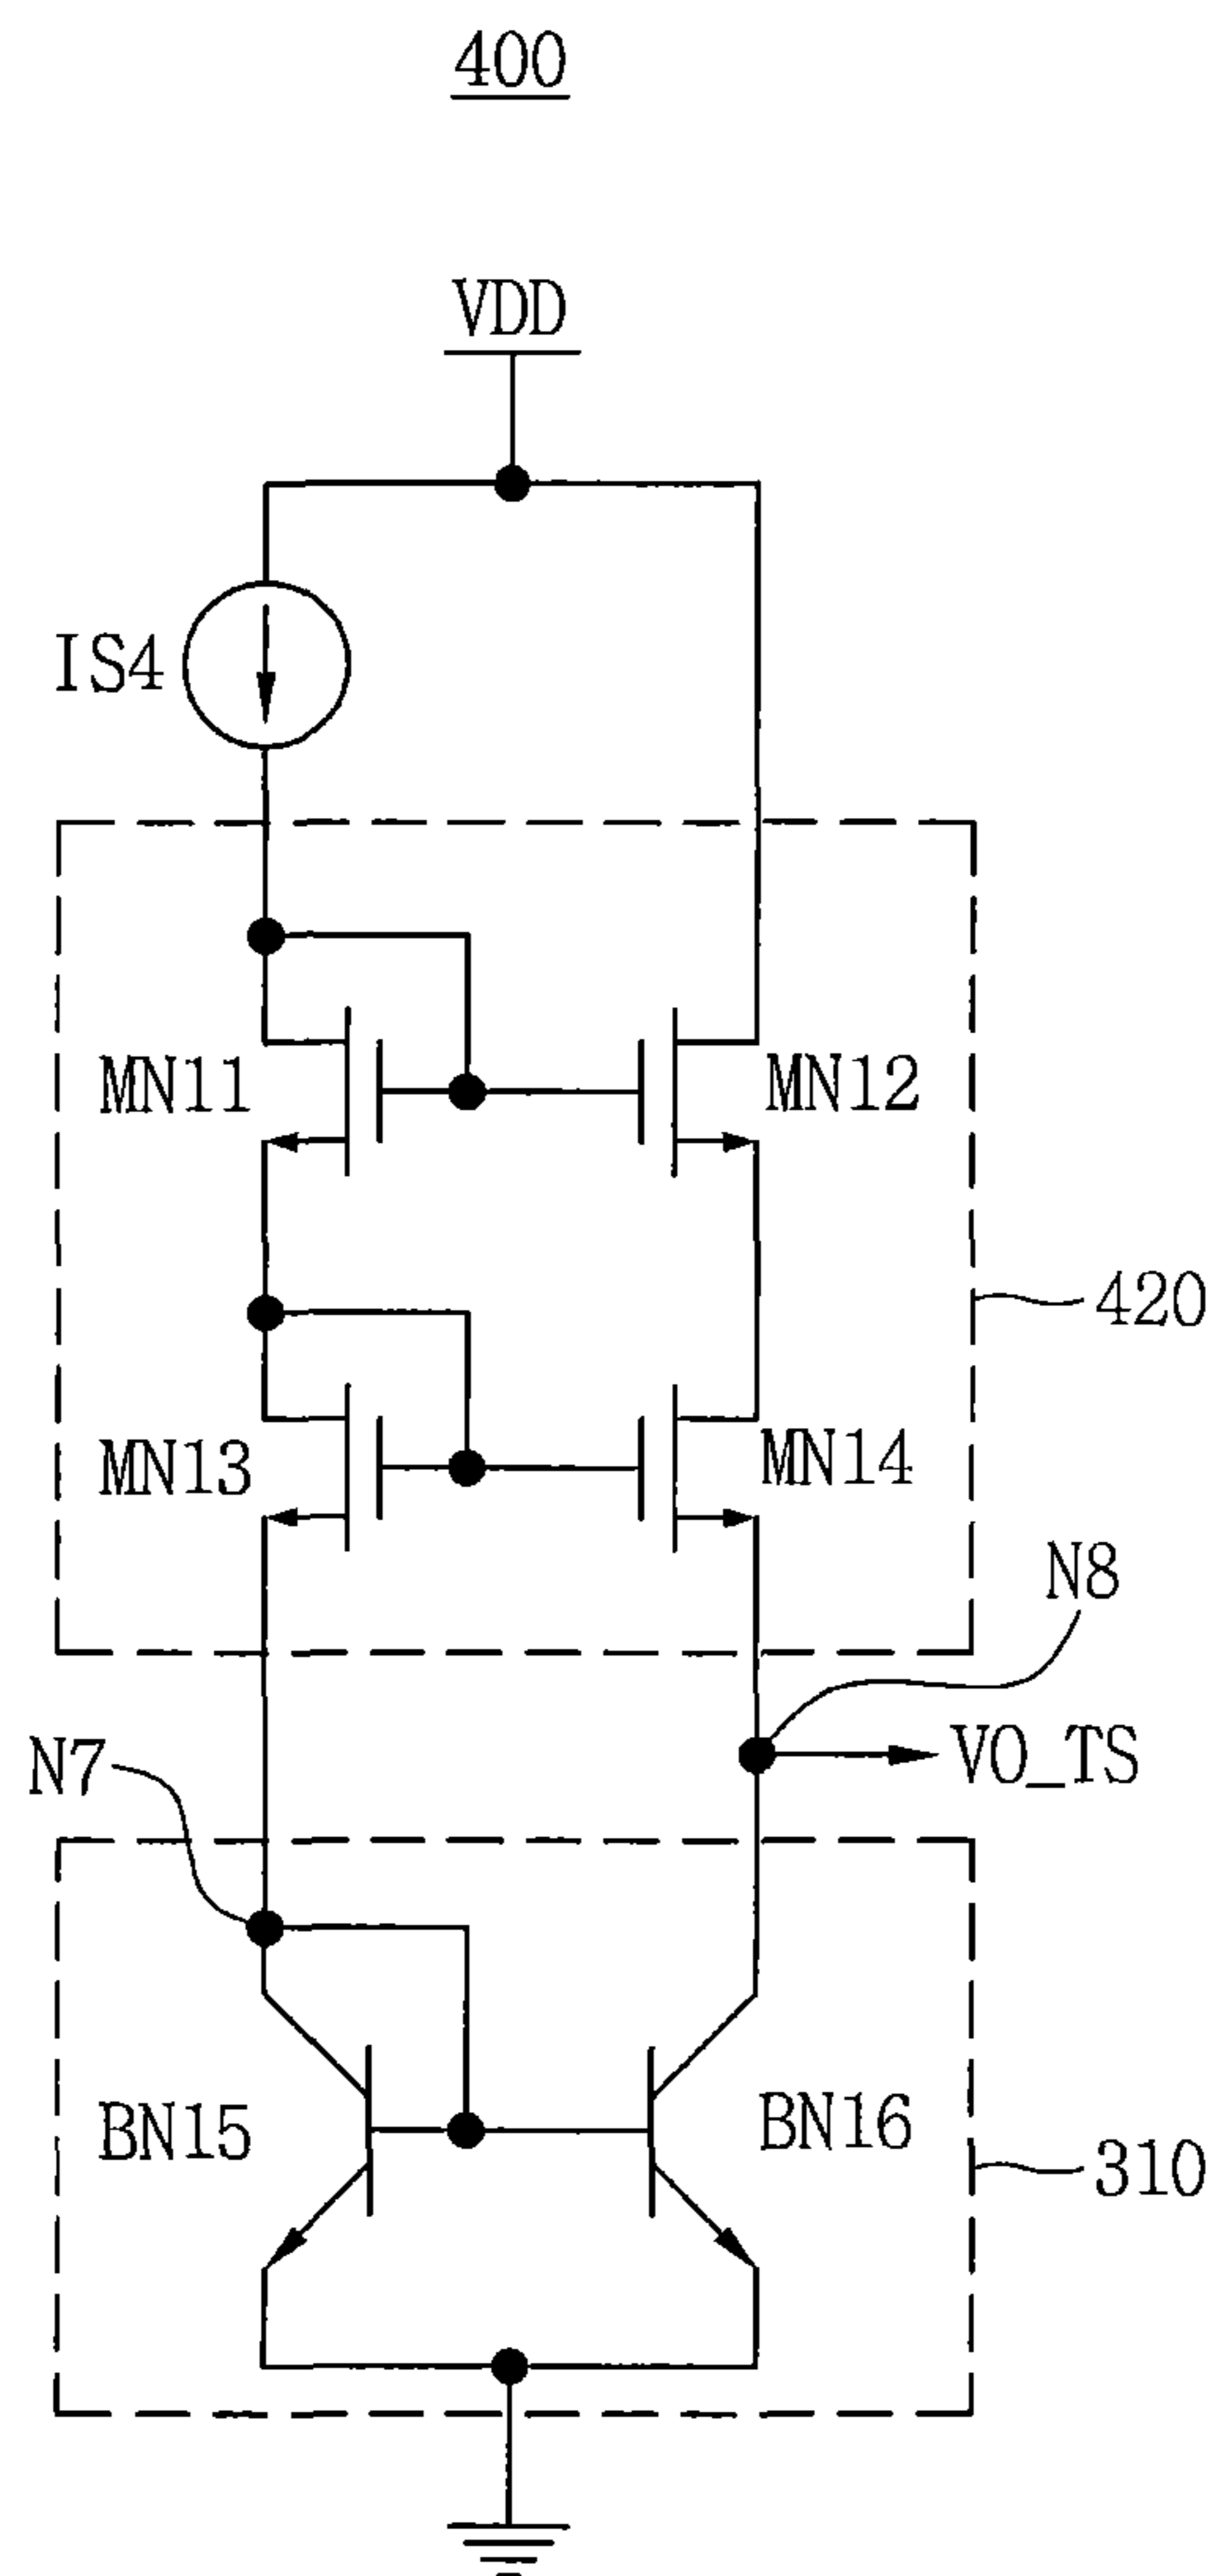 400
VDD
IS4
MN11
MN12
420
MN13
MN14
N8
N7
VO_TS
BN15
BN16
310